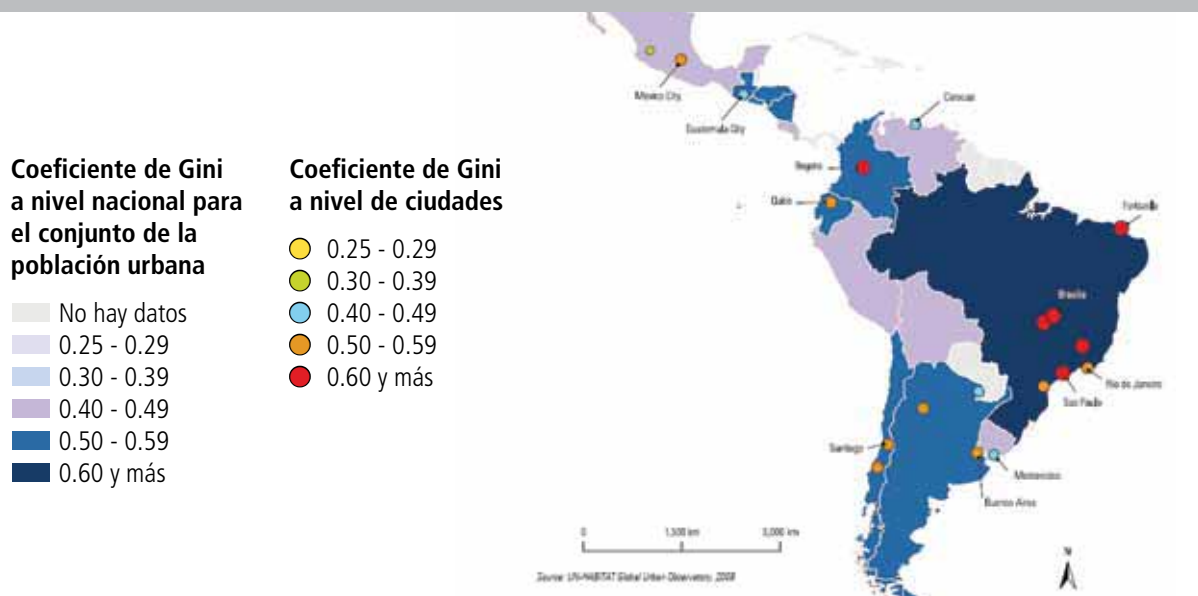 Coeficiente de Gini
a nivel nacional para
el conjunto de la
población urbana
No hay datos
0.25 - 0.29
0.30 - 0.39
0.40 - 0.49
0.50 - 0.59
0.60 y más
Coeficiente de Gini
a nivel de ciudades
0.25 - 0.29
0.30 - 0.39
0.40 - 0.49
0.50 - 0.59
0.60 y más
Mexico City
Guatemala City
Caracas
Bogota
Quito
Brasilia
Rio de Janeiro
Sao Paulo
Santiago
Montevideo
Buenos Aires
0 1,500 km 3,000 km
Source: UN-HABITAT Global Urban Observatory, 2008
N